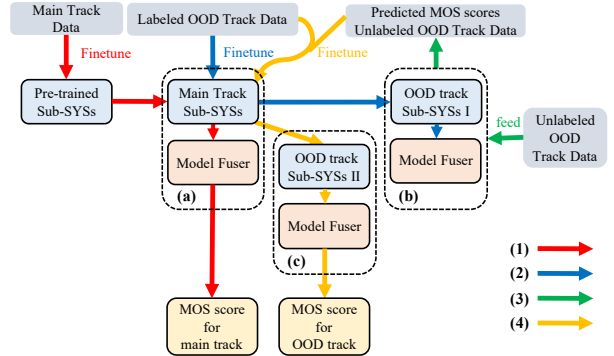 Main Track
Data
Labeled OOD Track Data
Predicted MOS scores
Unlabeled OOD Track Data
Finetune
Finetune
Finetune
Pre-trained
Sub-SYSs
Main Track
Sub-SYSs
OOD track
Sub-SYSs I
feed
Unlabeled
OOD
Track Data
Model Fuser
OOD track
Sub-SYSs II
Model Fuser
(a)
(b)
Model Fuser
(c)
(1)
(2)
(3)
(4)
MOS score
for
main track
MOS score
for
OOD track